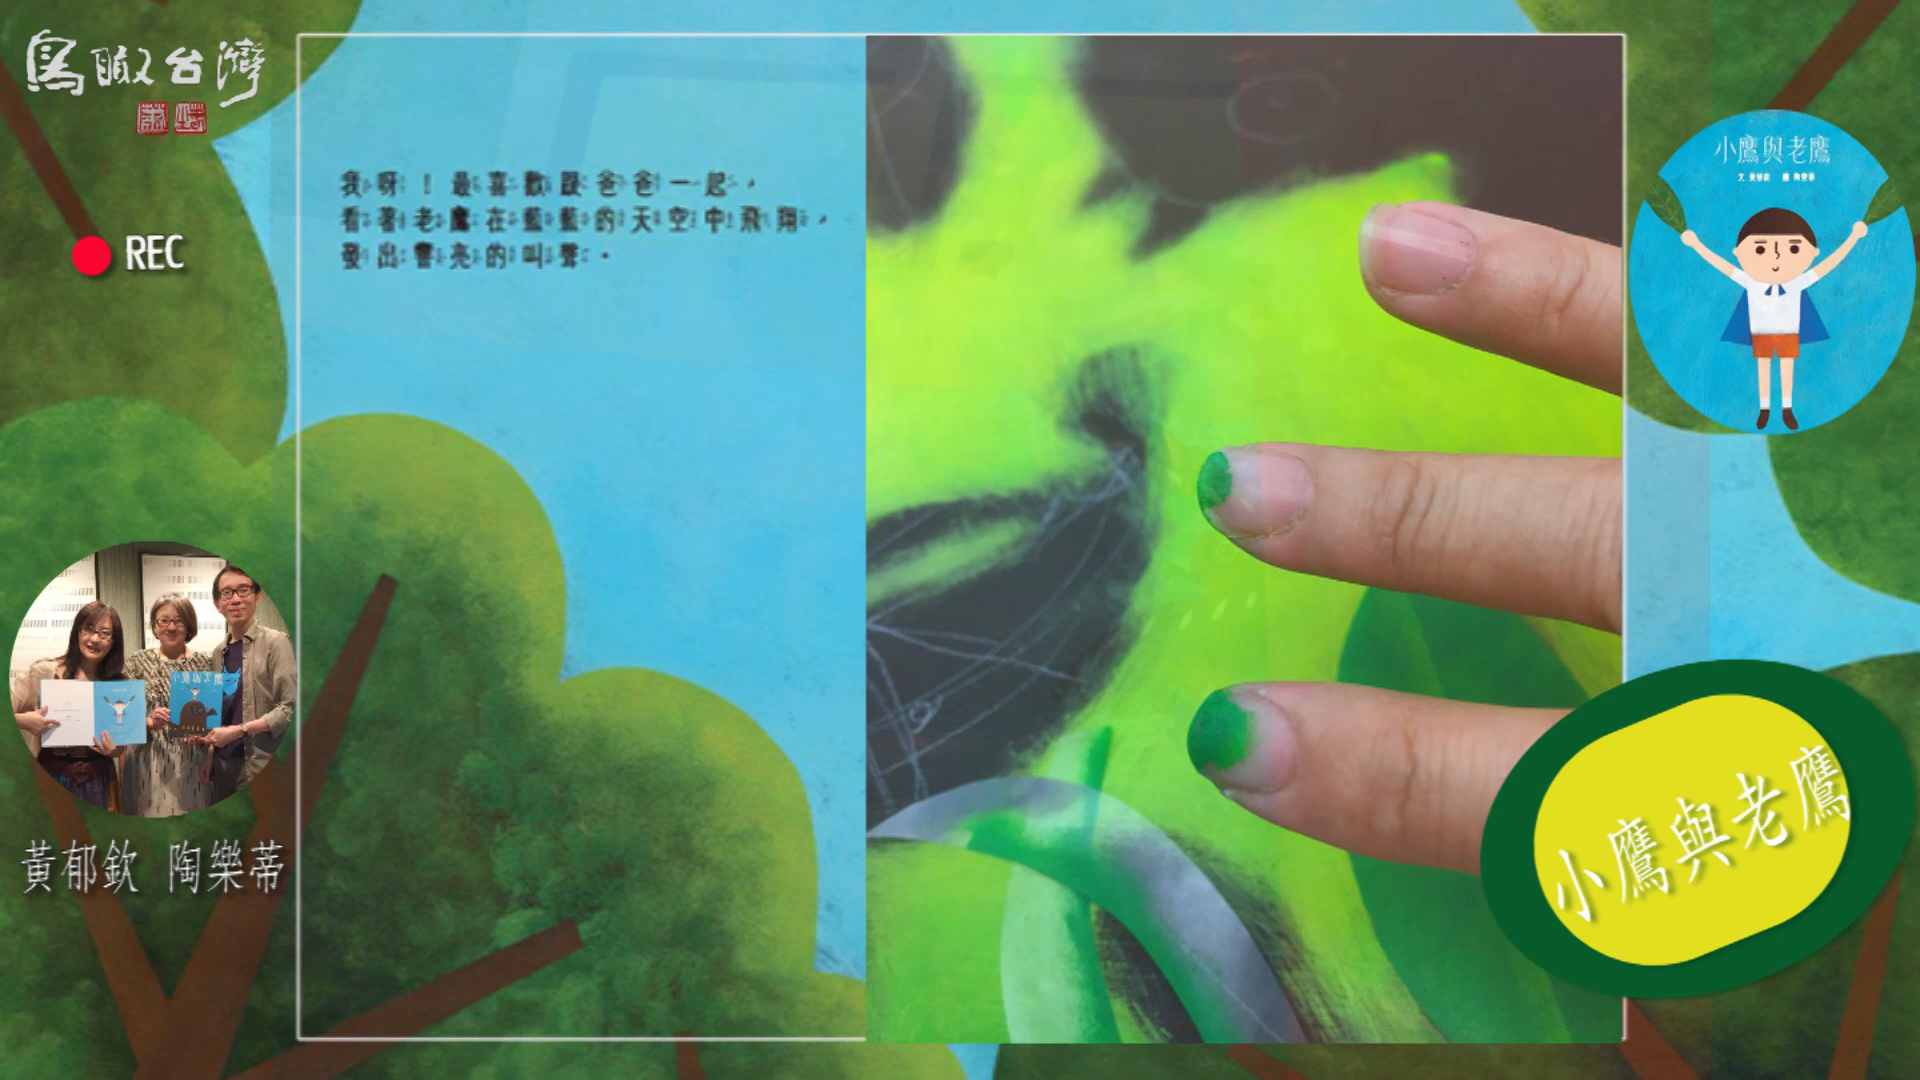 鳥瞰台灣
REC
我呀！最喜歡跟爸爸一起，
看著老鷹在藍藍的天空中飛翔，
發出響亮的叫聲。
小鷹與老鷹
黃郁欽 陶樂蒂
小鷹與老鷹